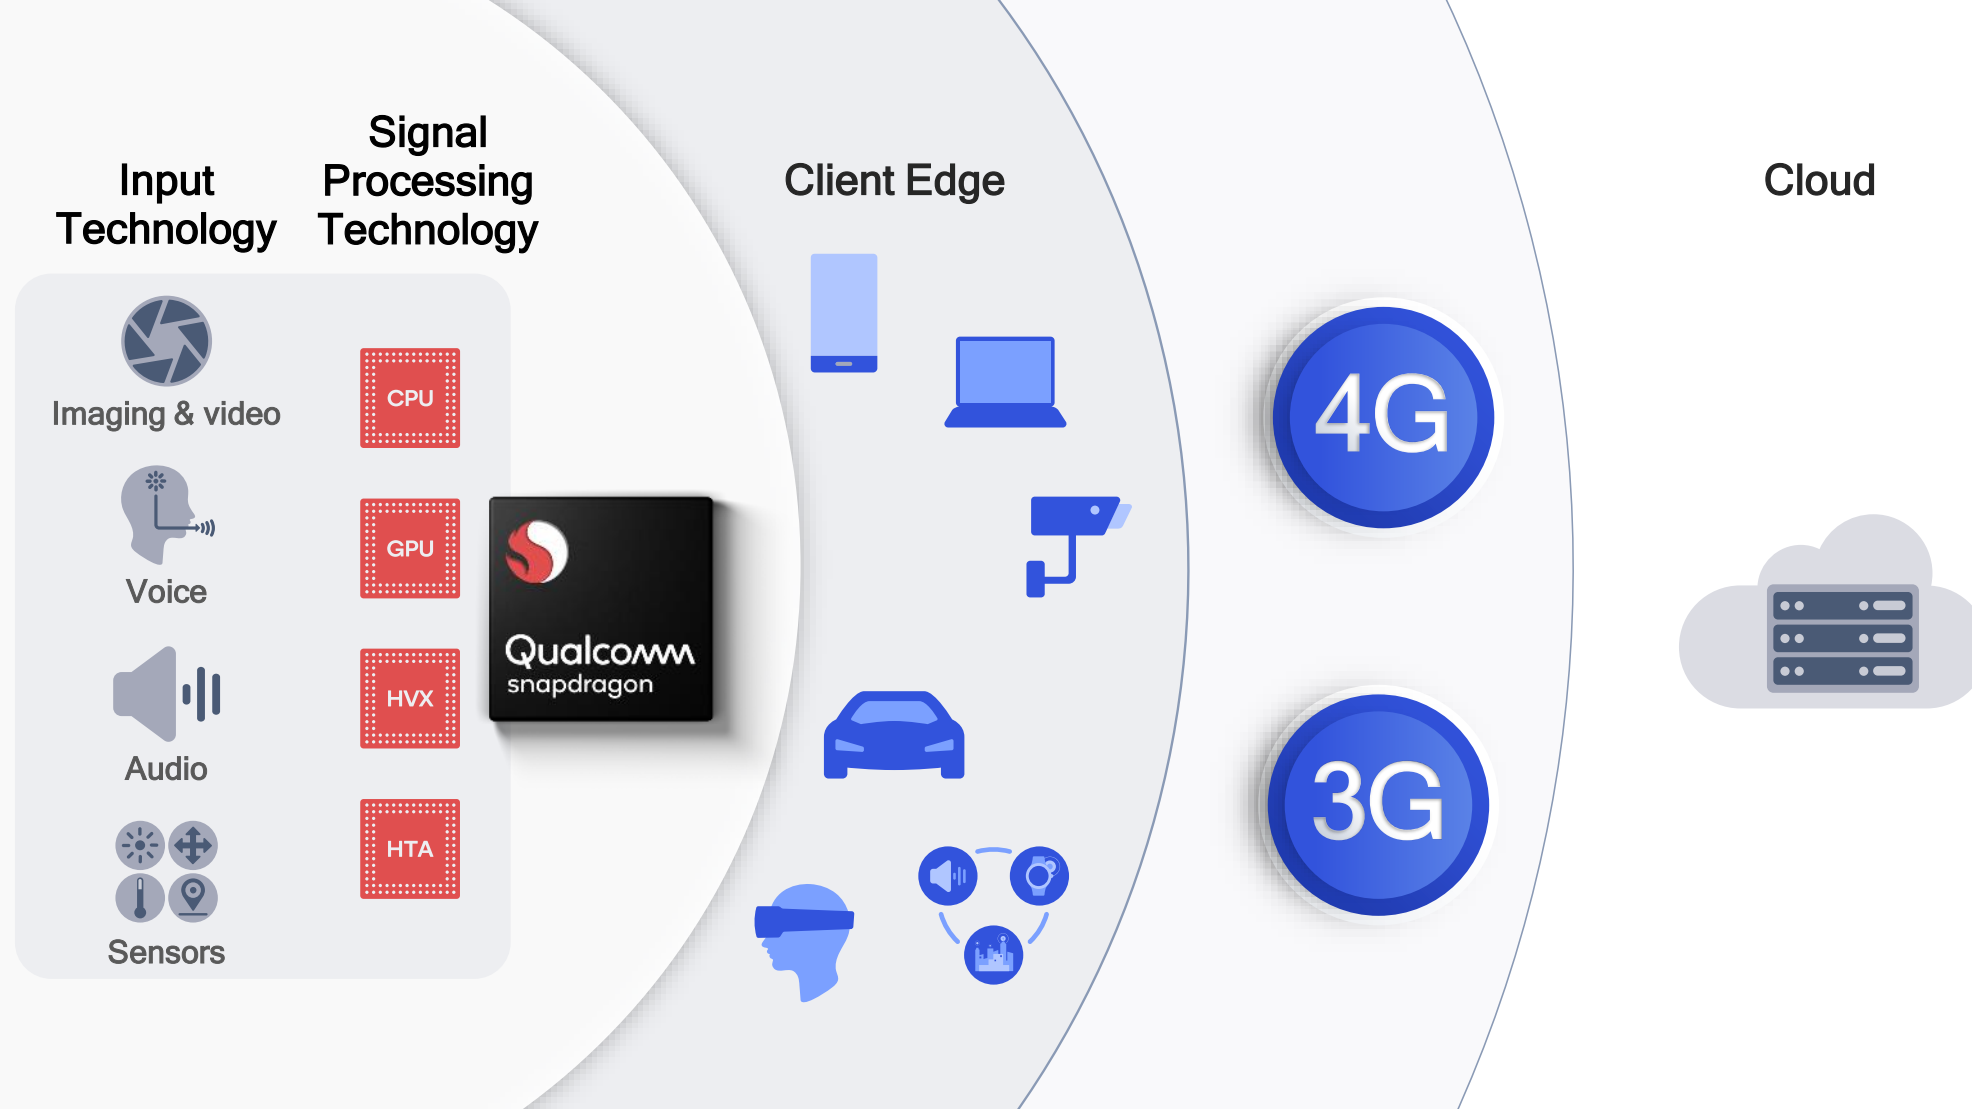 Input
Technology
Signal
Processing
Technology
Imaging & video
Voice
Audio
Sensors
CPU
GPU
HVX
HTA
Qualcomm
snapdragon
Client Edge
4G
3G
Cloud